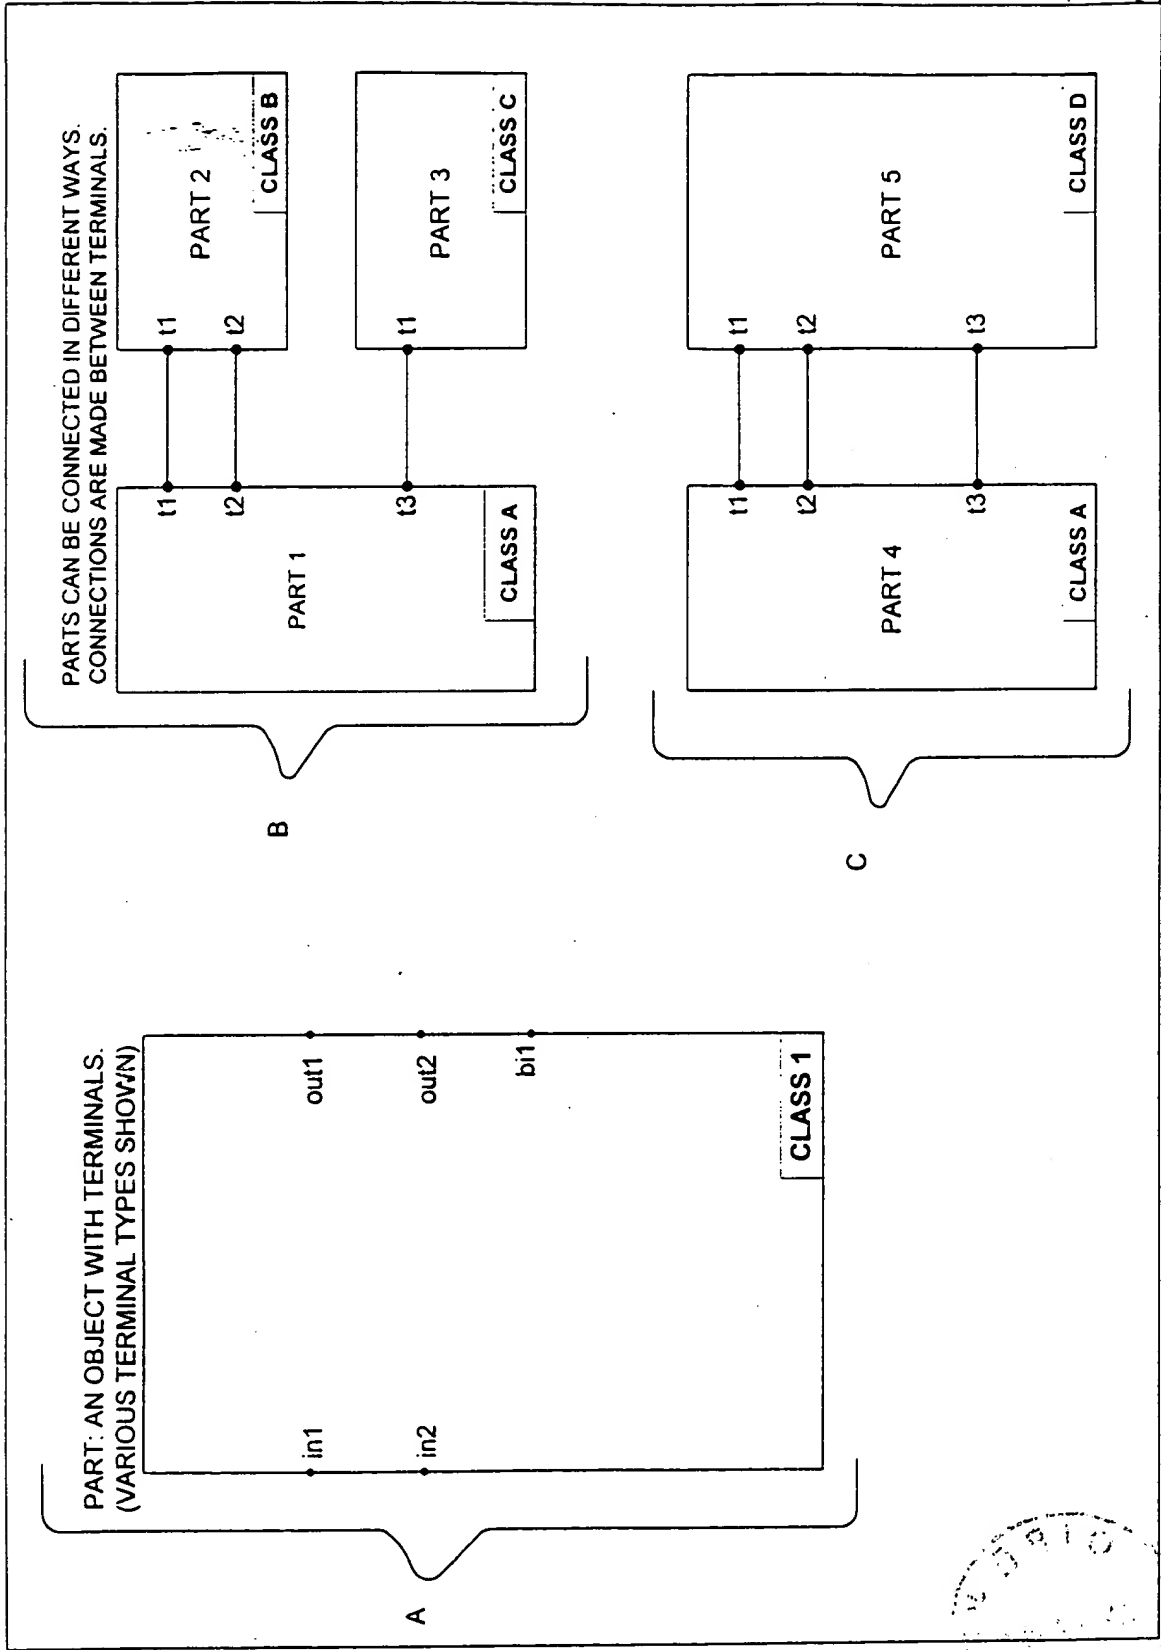 PART: AN OBJECT WITH TERMINALS.
(VARIOUS TERMINAL TYPES SHOWN)
A
in1
in2
out1
out2
bi1
CLASS 1
PARTS CAN BE CONNECTED IN DIFFERENT WAYS.
CONNECTIONS ARE MADE BETWEEN TERMINALS.
B
PART 1
t1
t2
t3
CLASS A
t1
t2
PART 2
CLASS B
t1
PART 3
CLASS C
C
PART 4
t1
t2
t3
CLASS A
t1
t2
t3
PART 5
CLASS D